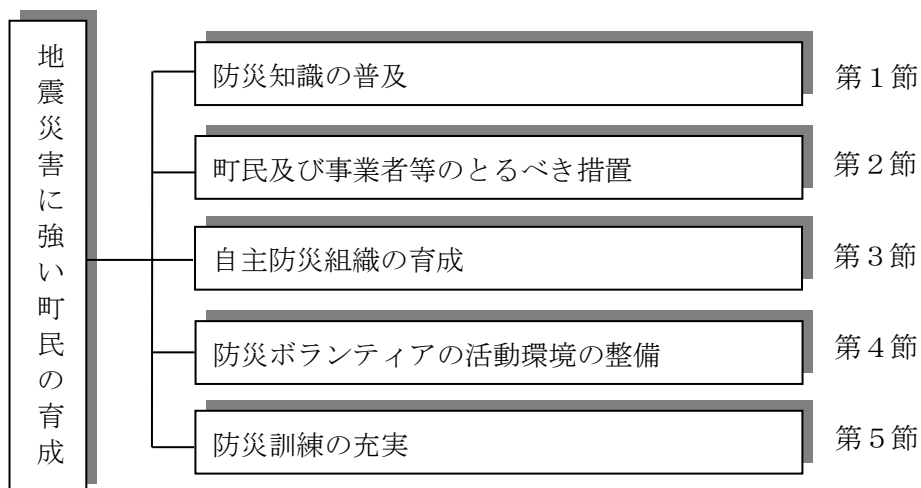 地震災害に強い町民の育成
防災知識の普及 第１節
町民及び事業者等のとるべき措置 第２節
自主防災組織の育成 第３節
防災ボランティアの活動環境の整備 第４節
防災訓練の充実 第５節